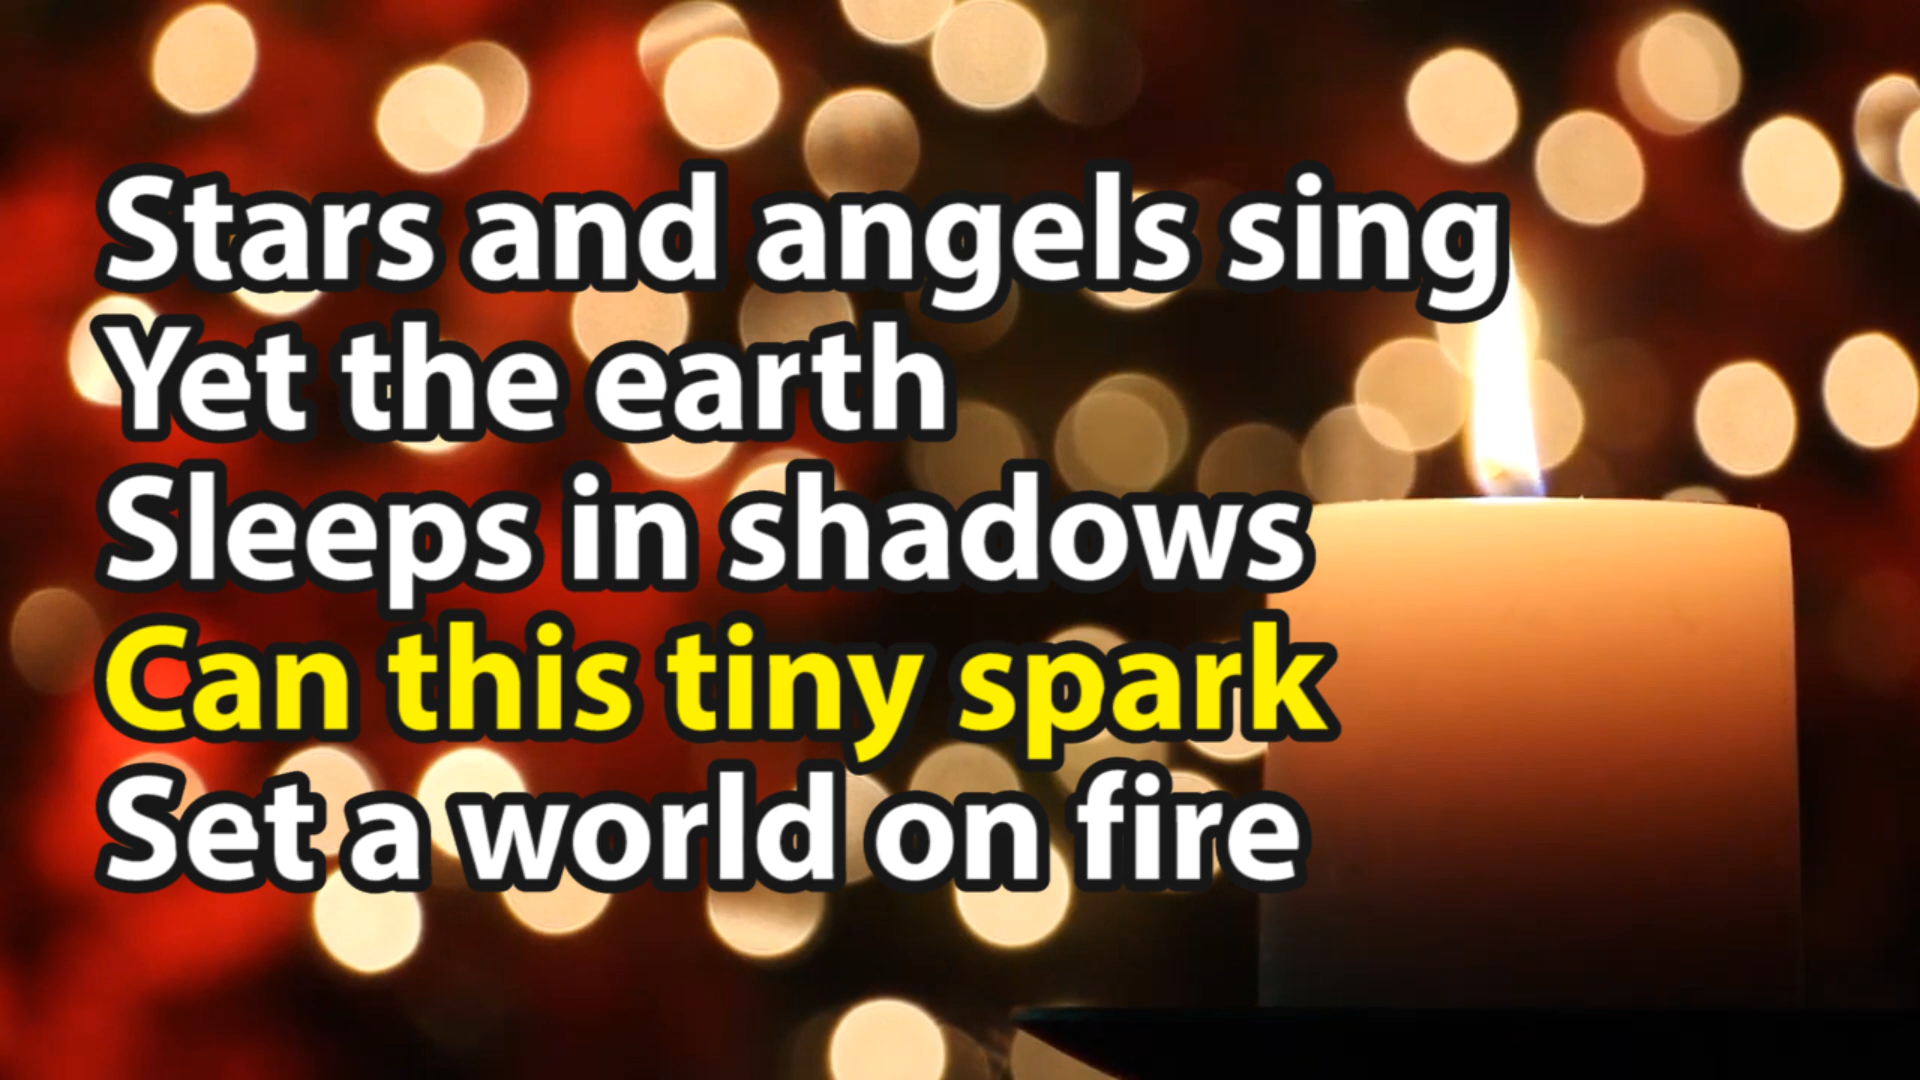 Stars and angels sing
Yet the earth
Sleeps in shadows
Can this tiny spark
Set a world on fire